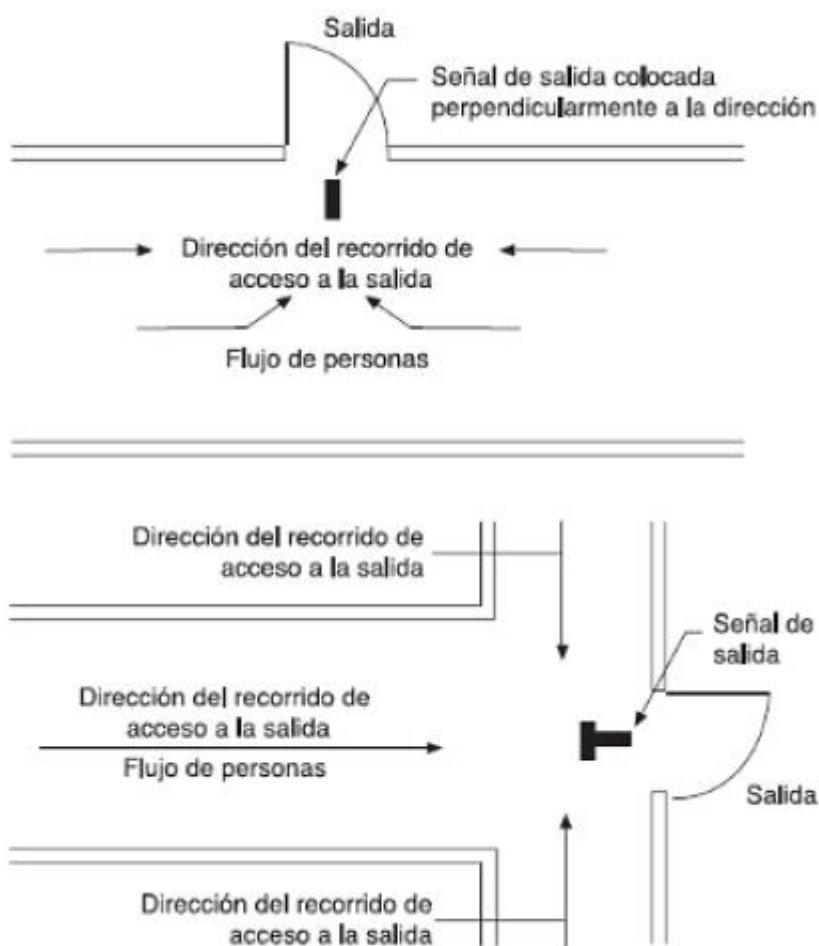 Salida
Señal de salida colocada
perpendicularmente a la dirección
Dirección del recorrido de
acceso a la salida
Flujo de personas
Dirección del recorrido de
acceso a la salida
Señal de
salida
Dirección del recorrido de
acceso a la salida
Flujo de personas
Salida
Dirección del recorrido de
acceso a la salida